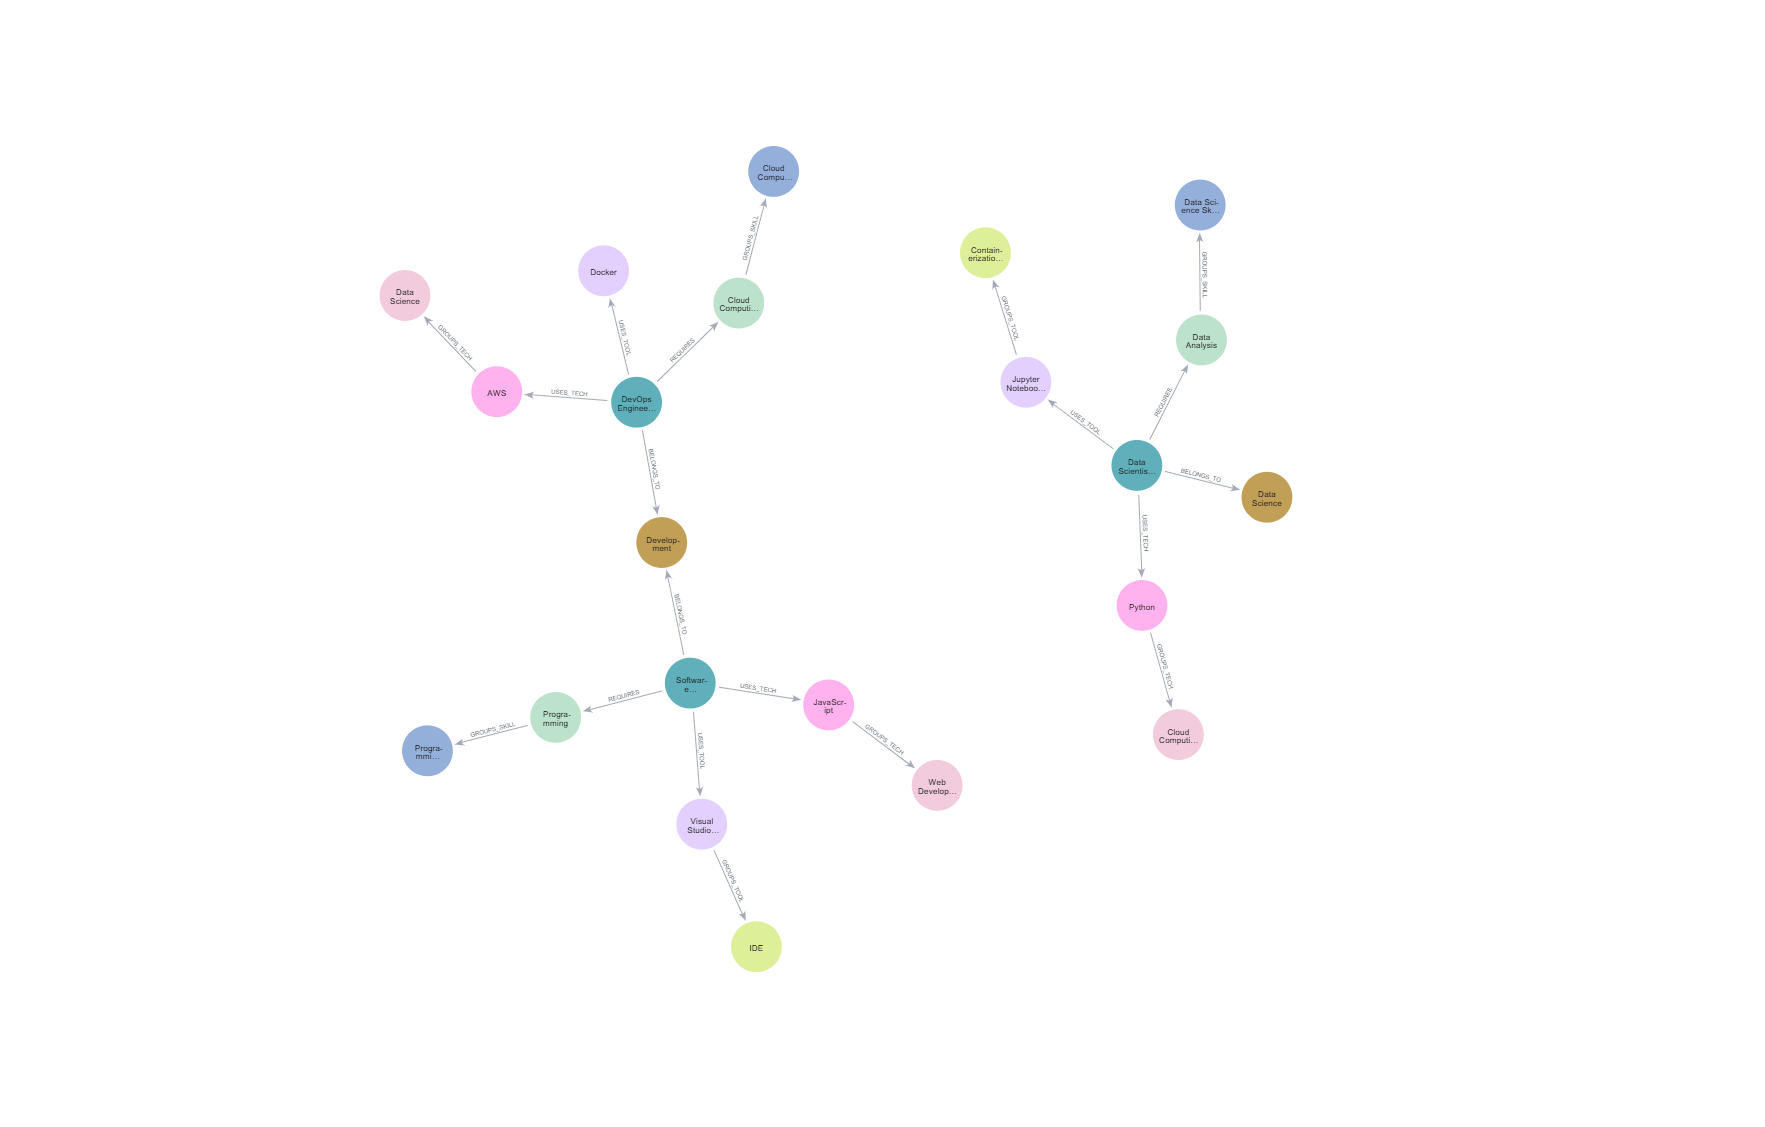 Cloud
Compu...
GROUPS_SKILL
Docker
Cloud
Computi...
Data
Science
GROUPS_TECH
USES_TOOL
REQUIRES
AWS
USES_TECH
DevOps
Enginee...
BELONGS_TO
Develop-
ment
BELONGS_TO
Softwar-
e...
REQUIRES
Progra-
mming
GROUPS_SKILL
Progra-
mmi...
USES_TECH
JavaScr-
ipt
GROUPS_TECH
Web
Develop...
USES_TOOL
Visual
Studio...
GROUPS_TOOL
IDE
Data Sci-
ence Sk...
GROUPS_SKILL
Contain-
erizatio...
GROUPS_TOOL
Data
Analysis
Jupyter
Noteboo...
USES_TOOL
REQUIRES
Data
Scientis...
BELONGS_TO
Data
Science
USES_TECH
Python
GROUPS_TECH
Cloud
Computi...